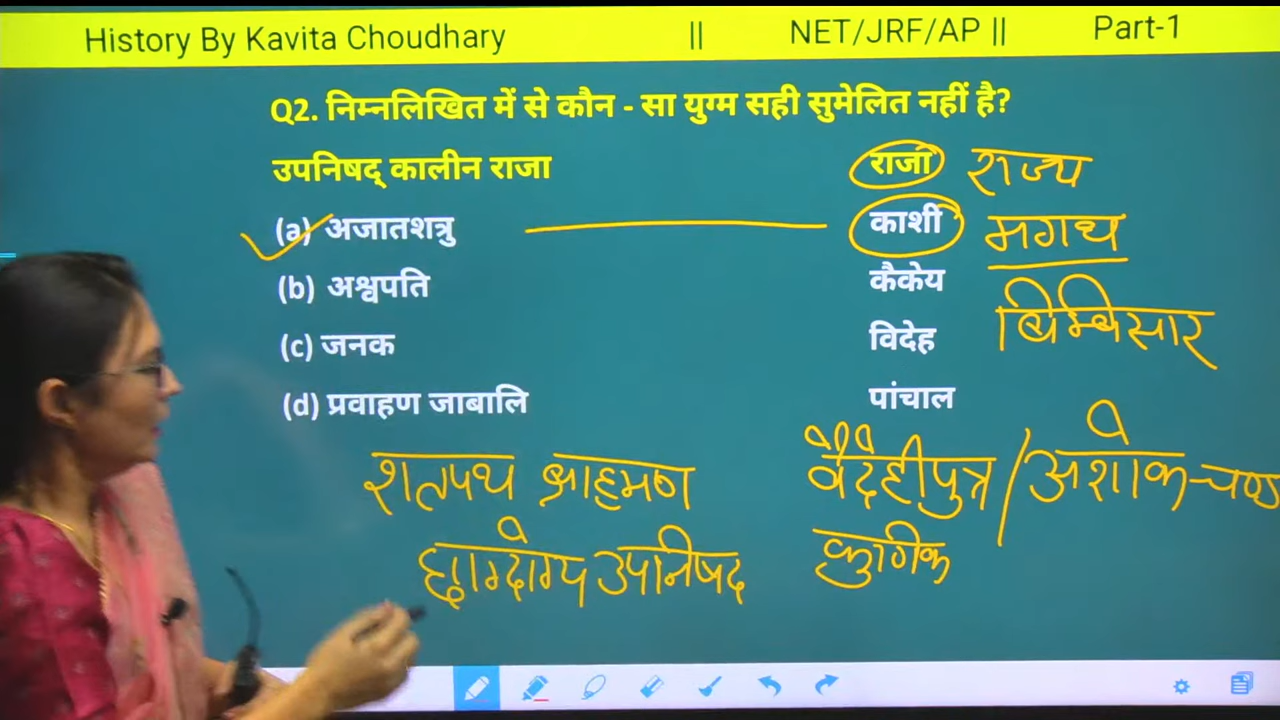 History By Kavita Choudhary || NET/JRF/AP || Part-1
Q2. निम्नलिखित में से कौन - सा युग्म सही सुमेलित नहीं है?
उपनिषद् कालीन राजा राजा राज्य
(a) अजातशत्रु काशी मगध
(b) अश्वपति कैकेय
(c) जनक विदेह बिम्बिसार
(d) प्रवाहण जाबालि पांचाल
शतपथ ब्राह्मण वैदेहीपुत्र / अशोक-चण्ड
छान्दोग्य उपनिषद कुणीक